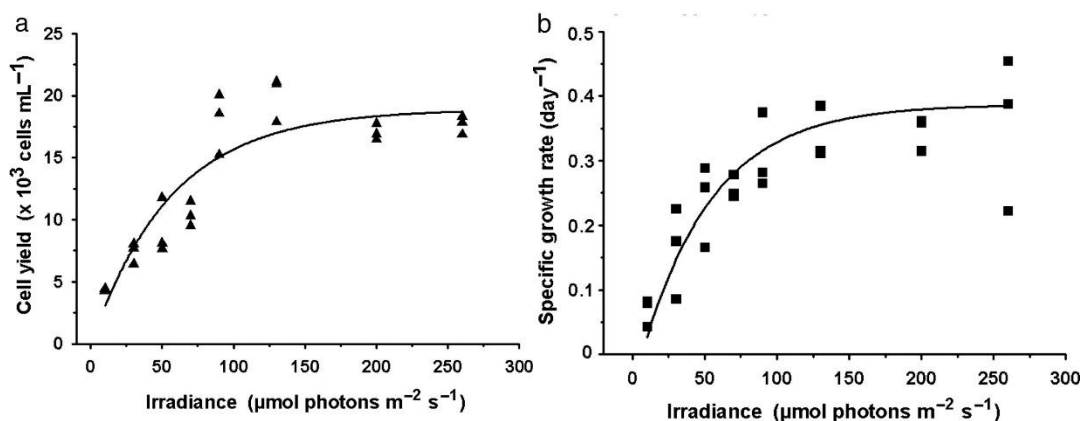 a
25
20
15
10
5
0
Cell yield (x 10³ cells mL⁻¹)
0 50 100 150 200 250 300
Irradiance (µmol photons m⁻² s⁻¹)
b
0.5
0.4
0.3
0.2
0.1
0
Specific growth rate (day⁻¹)
0 50 100 150 200 250 300
Irradiance (µmol photons m⁻² s⁻¹)